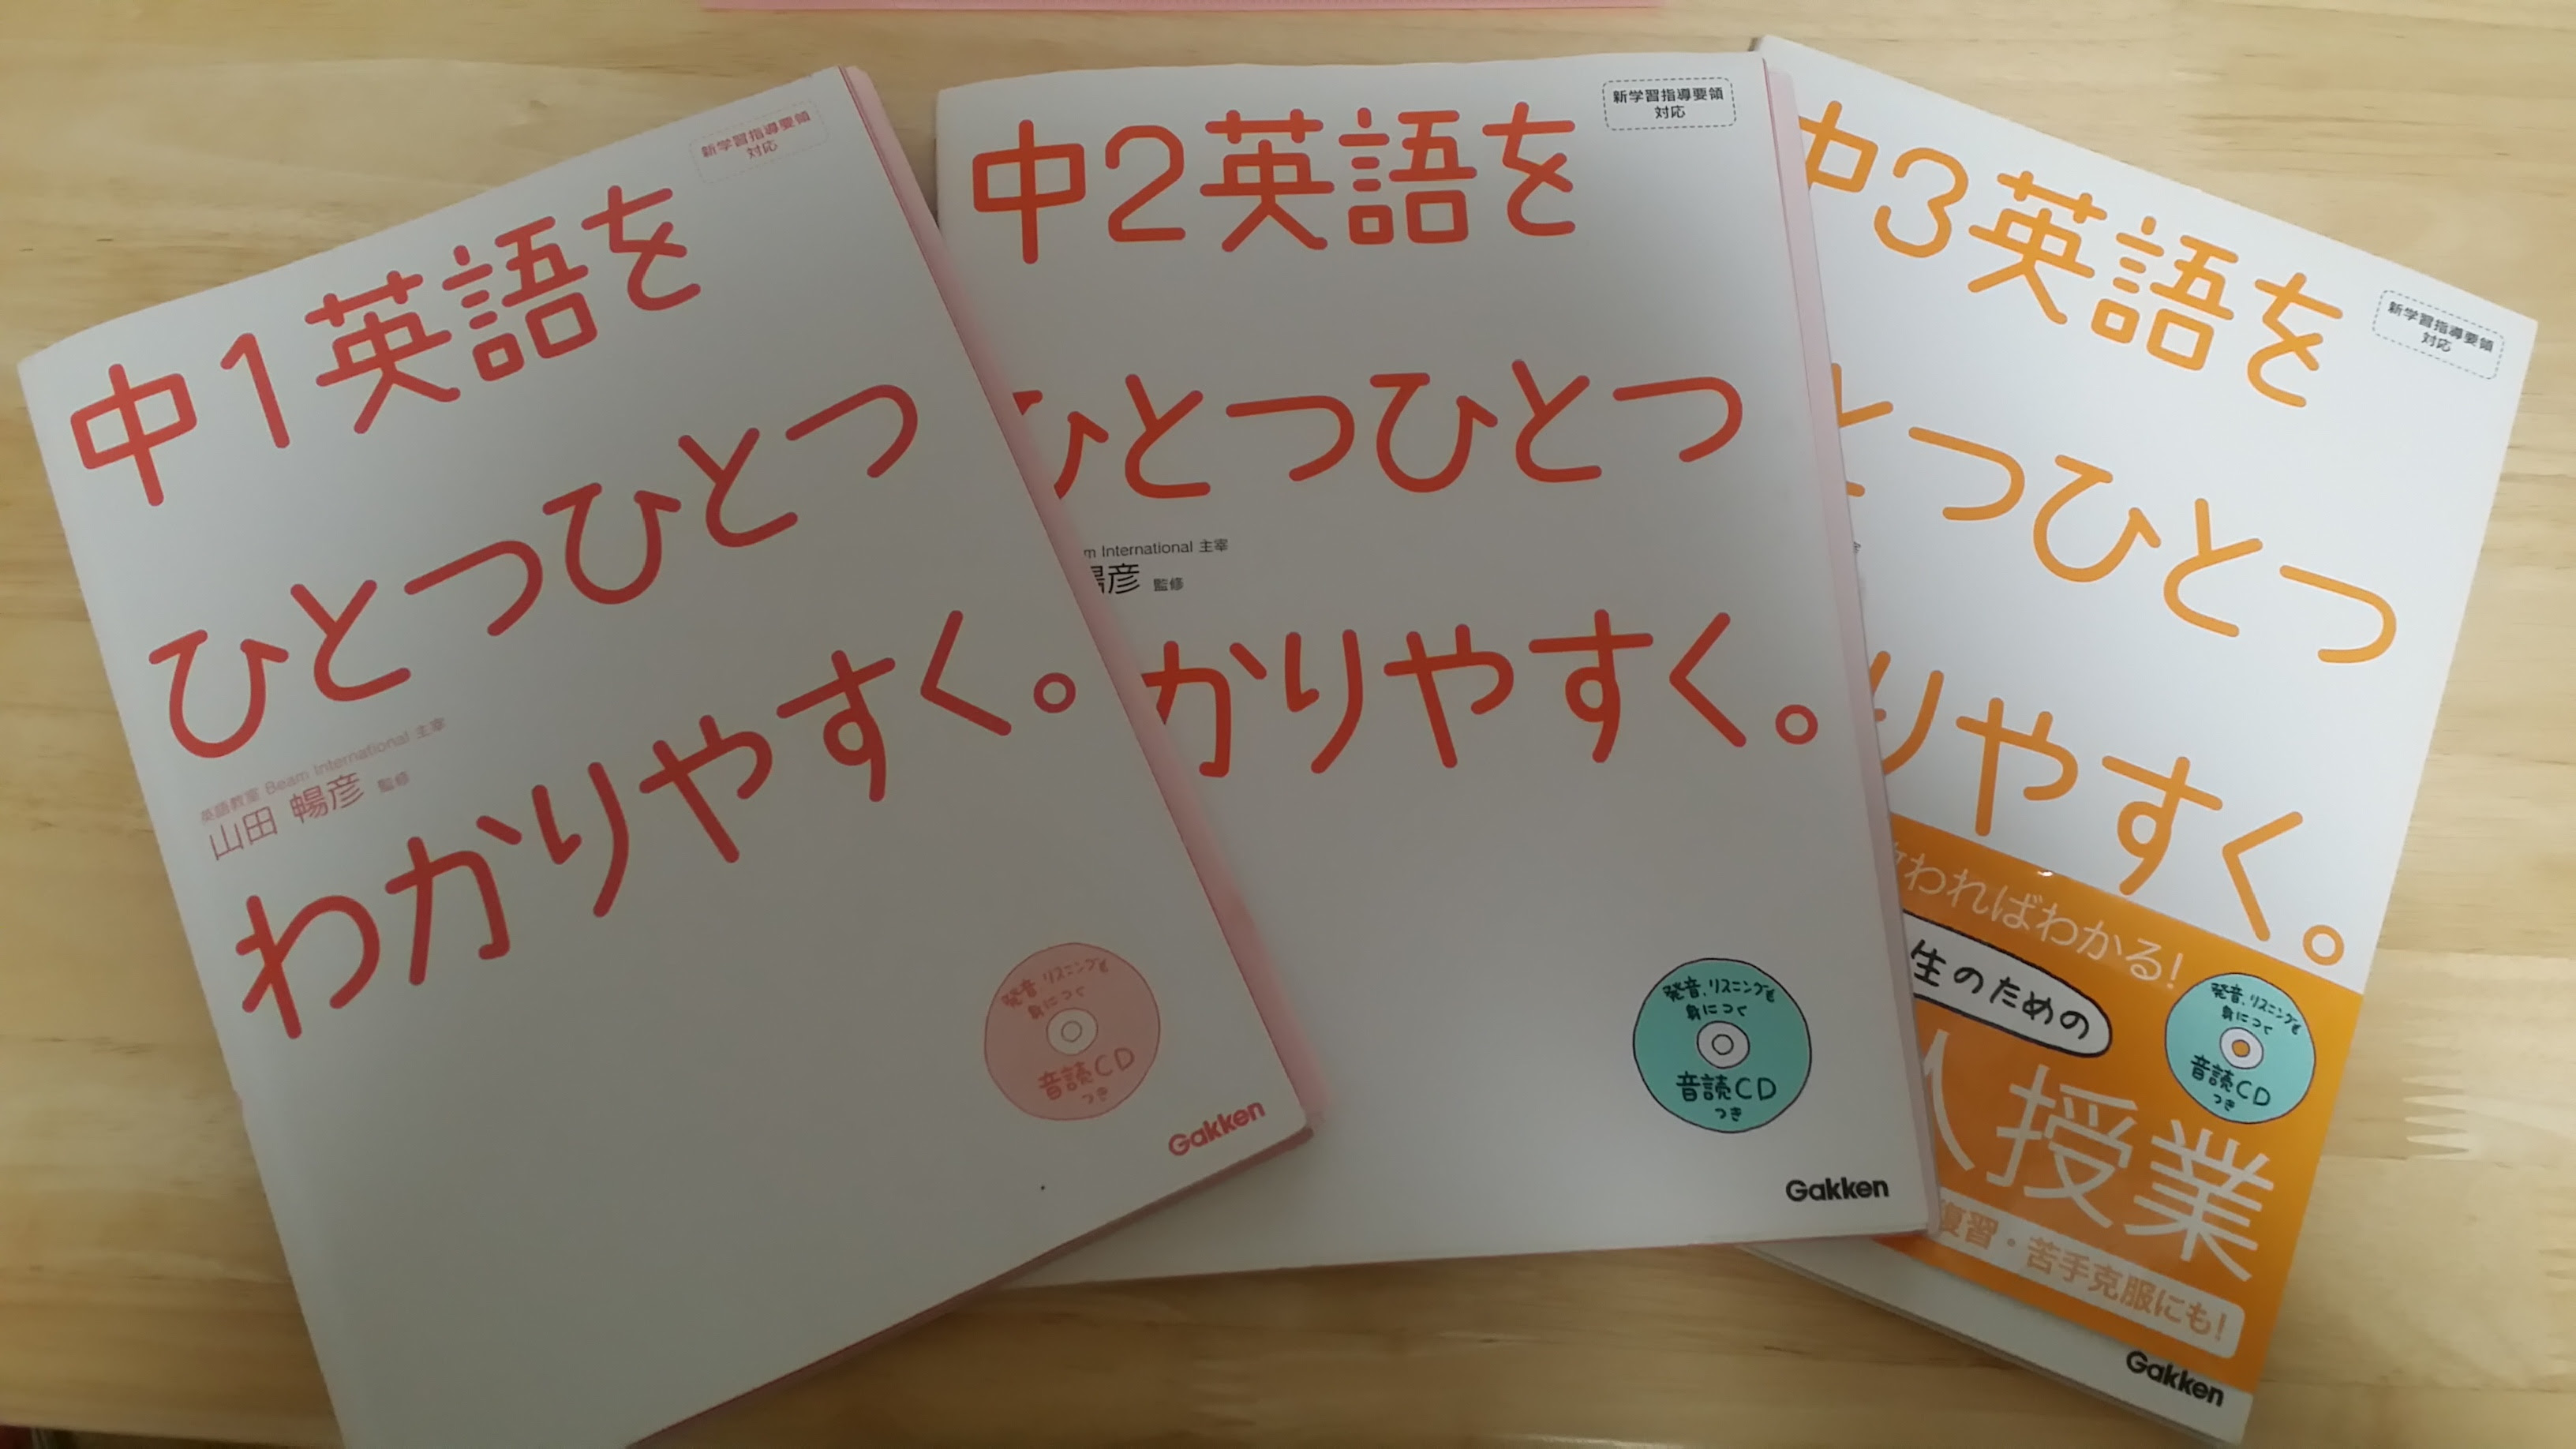 新学習指導要領
対応
中1英語を
ひとつひとつ
英語教室 Beam International 主宰
山田 暢彦 監修
わかりやすく。
発音、リスニングも
身につく
音読CD
つき
Gakken
新学習指導要領
対応
中2英語を
ひとつひとつ
International 主宰
暢彦 監修
かりやすく。
発音、リスニングも
身につく
音読CD
つき
Gakken
新学習指導要領
対応
中3英語を
とつひとつ
りやすく。
わればわかる!
生のための
発音、リスニングも
身につく
音読CD
つき
人授業
復習・苦手克服にも!
Gakken